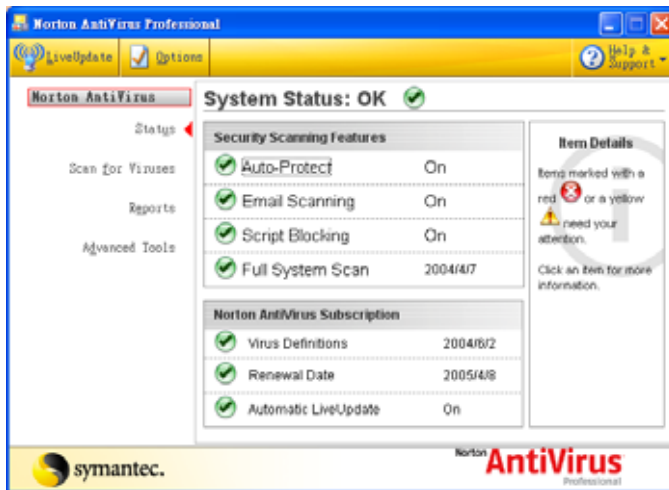 Norton AntiVirus Professional
LiveUpdate
Options
Help & Support
Norton AntiVirus
Status
Scan for Viruses
Reports
Advanced Tools
System Status: OK
Security Scanning Features
Auto-Protect On
Email Scanning On
Script Blocking On
Full System Scan 2004/4/7
Norton AntiVirus Subscription
Virus Definitions 2004/6/2
Renewal Date 2005/4/8
Automatic LiveUpdate On
Item Details
Items marked with a
red or a yellow
need your
attention.
Click an item for more
information.
symantec.
Norton AntiVirus
Professional